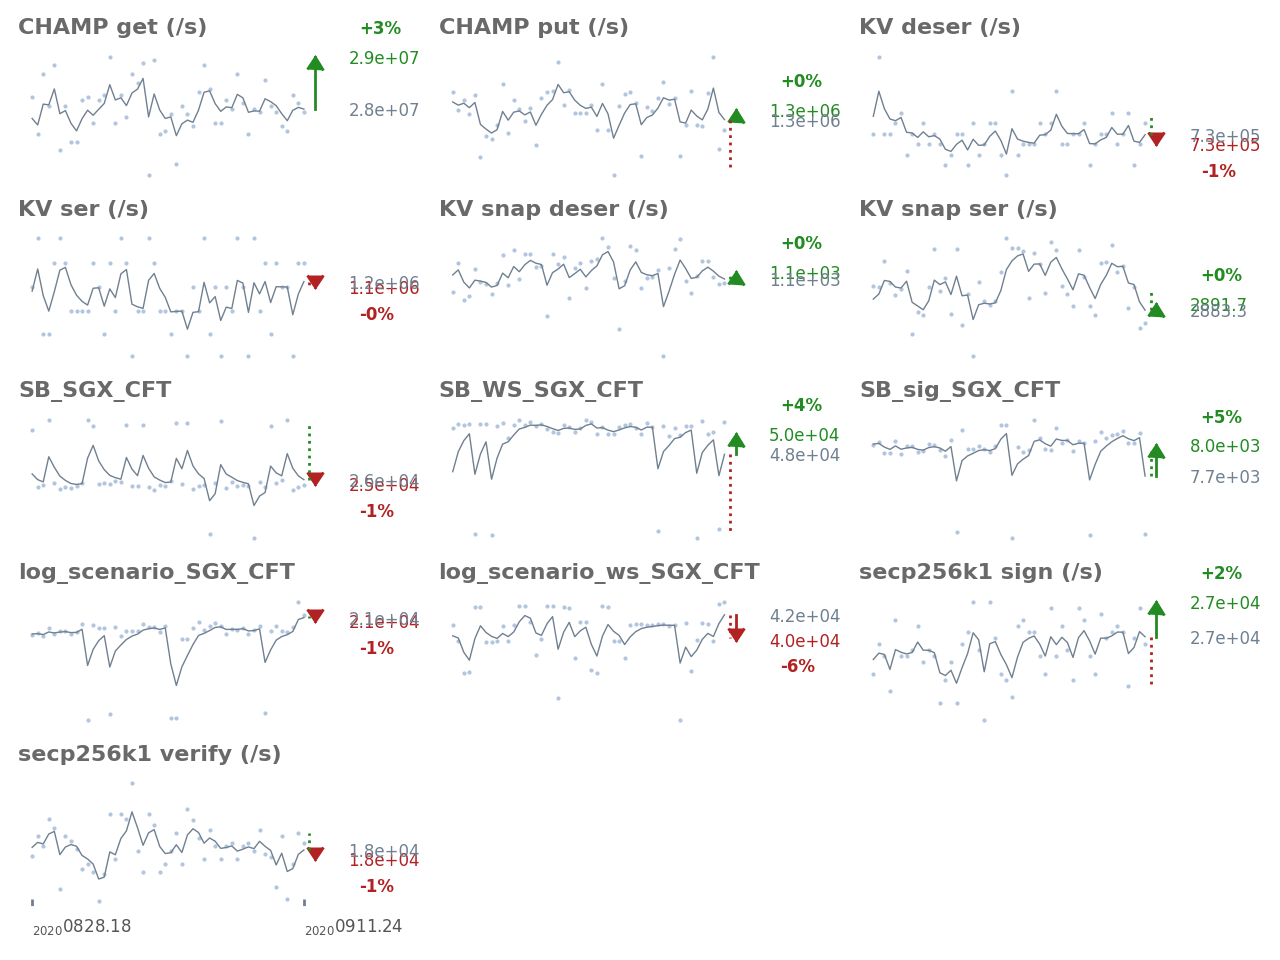 CHAMP get (/s)
+3%
2.9e+07
2.8e+07
CHAMP put (/s)
+0%
1.3e+06
1.3e+06
KV deser (/s)
7.3e+05
7.3e+05
-1%
KV ser (/s)
1.2e+06
1.1e+06
-0%
KV snap deser (/s)
+0%
1.1e+03
1.1e+03
KV snap ser (/s)
+0%
2891.7
2883.3
SB_SGX_CFT
2.6e+04
2.5e+04
-1%
SB_WS_SGX_CFT
+4%
5.0e+04
4.8e+04
SB_sig_SGX_CFT
+5%
8.0e+03
7.7e+03
log_scenario_SGX_CFT
2.1e+04
2.1e+04
-1%
log_scenario_ws_SGX_CFT
4.2e+04
4.0e+04
-6%
secp256k1 sign (/s)
+2%
2.7e+04
2.7e+04
secp256k1 verify (/s)
1.8e+04
1.8e+04
-1%
20200828.18
20200911.24